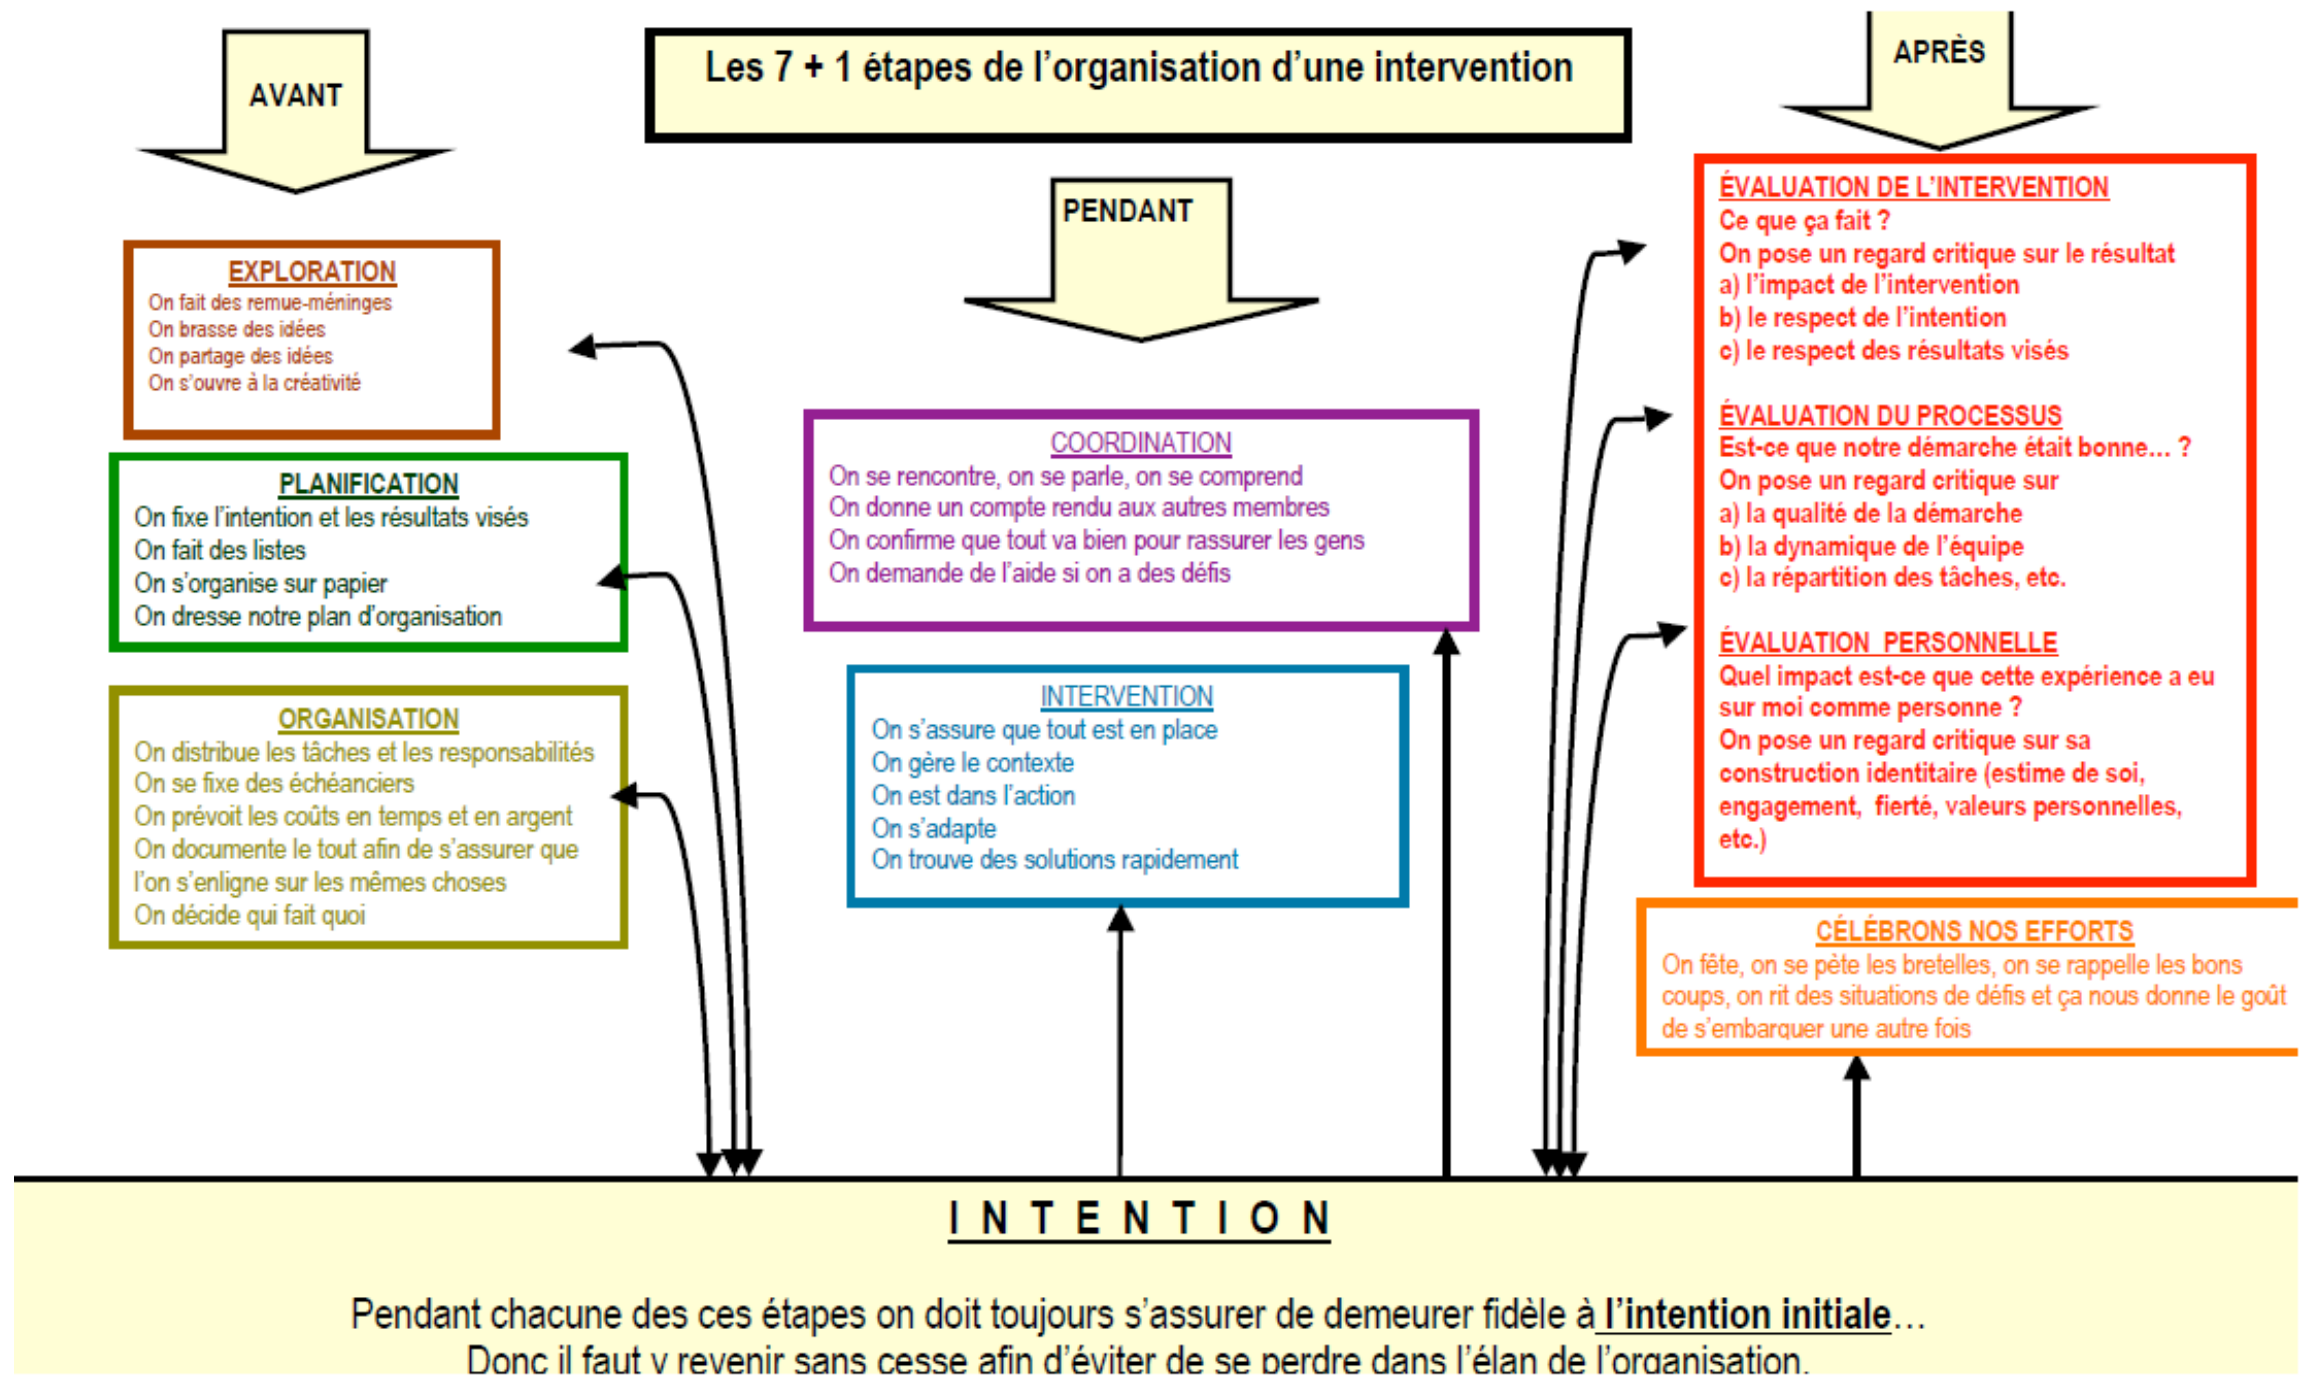 Les 7 + 1 étapes de l'organisation d'une intervention
AVANT
EXPLORATION
On fait des remue-méninges
On brasse des idées
On partage des idées
On s'ouvre à la créativité
PLANIFICATION
On fixe l'intention et les résultats visés
On fait des listes
On s'organise sur papier
On dresse notre plan d'organisation
ORGANISATION
On distribue les tâches et les responsabilités
On se fixe des échéanciers
On prévoit les coûts en temps et en argent
On documente le tout afin de s'assurer que
l'on s'enligne sur les mêmes choses
On décide qui fait quoi
PENDANT
COORDINATION
On se rencontre, on se parle, on se comprend
On donne un compte rendu aux autres membres
On confirme que tout va bien pour rassurer les gens
On demande de l'aide si on a des défis
INTERVENTION
On s'assure que tout est en place
On gère le contexte
On est dans l'action
On s'adapte
On trouve des solutions rapidement
APRÈS
ÉVALUATION DE L'INTERVENTION
Ce que ça fait ?
On pose un regard critique sur le résultat
a) l'impact de l'intervention
b) le respect de l'intention
c) le respect des résultats visés
ÉVALUATION DU PROCESSUS
Est-ce que notre démarche était bonne… ?
On pose un regard critique sur
a) la qualité de la démarche
b) la dynamique de l'équipe
c) la répartition des tâches, etc.
ÉVALUATION PERSONNELLE
Quel impact est-ce que cette expérience a eu
sur moi comme personne ?
On pose un regard critique sur sa
construction identitaire (estime de soi,
engagement, fierté, valeurs personnelles,
etc.)
CÉLÉBRONS NOS EFFORTS
On fête, on se pète les bretelles, on se rappelle les bons
coups, on rit des situations de défis et ça nous donne le goût
de s'embarquer une autre fois
INTENTION
Pendant chacune des ces étapes on doit toujours s'assurer de demeurer fidèle à l'intention initiale…
Donc il faut y revenir sans cesse afin d'éviter de se perdre dans l'élan de l'organisation.